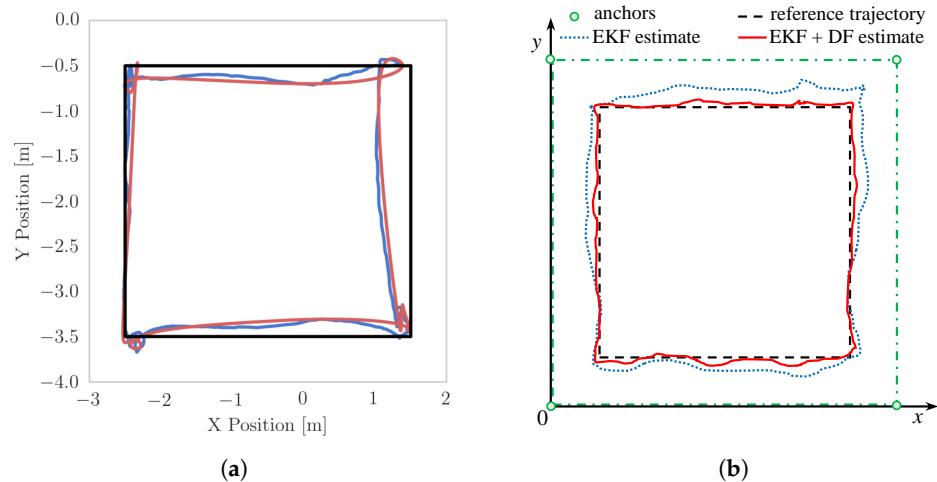 0.0
−0.5
−1.0
−1.5
−2.0
−2.5
−3.0
−3.5
−4.0
Y Position [m]
−3 −2 −1 0 1 2
X Position [m]
(a)
anchors reference trajectory
EKF estimate EKF + DF estimate
y
0 x
(b)